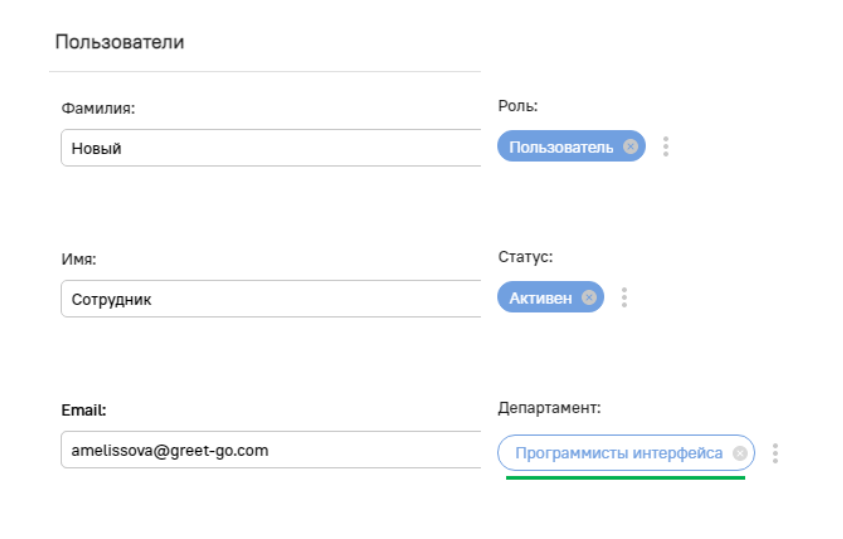 Пользователи
Фамилия:
Новый
Роль:
Пользователь
Имя:
Сотрудник
Статус:
Активен
Email:
amelissova@greet-go.com
Департамент:
Программисты интерфейса